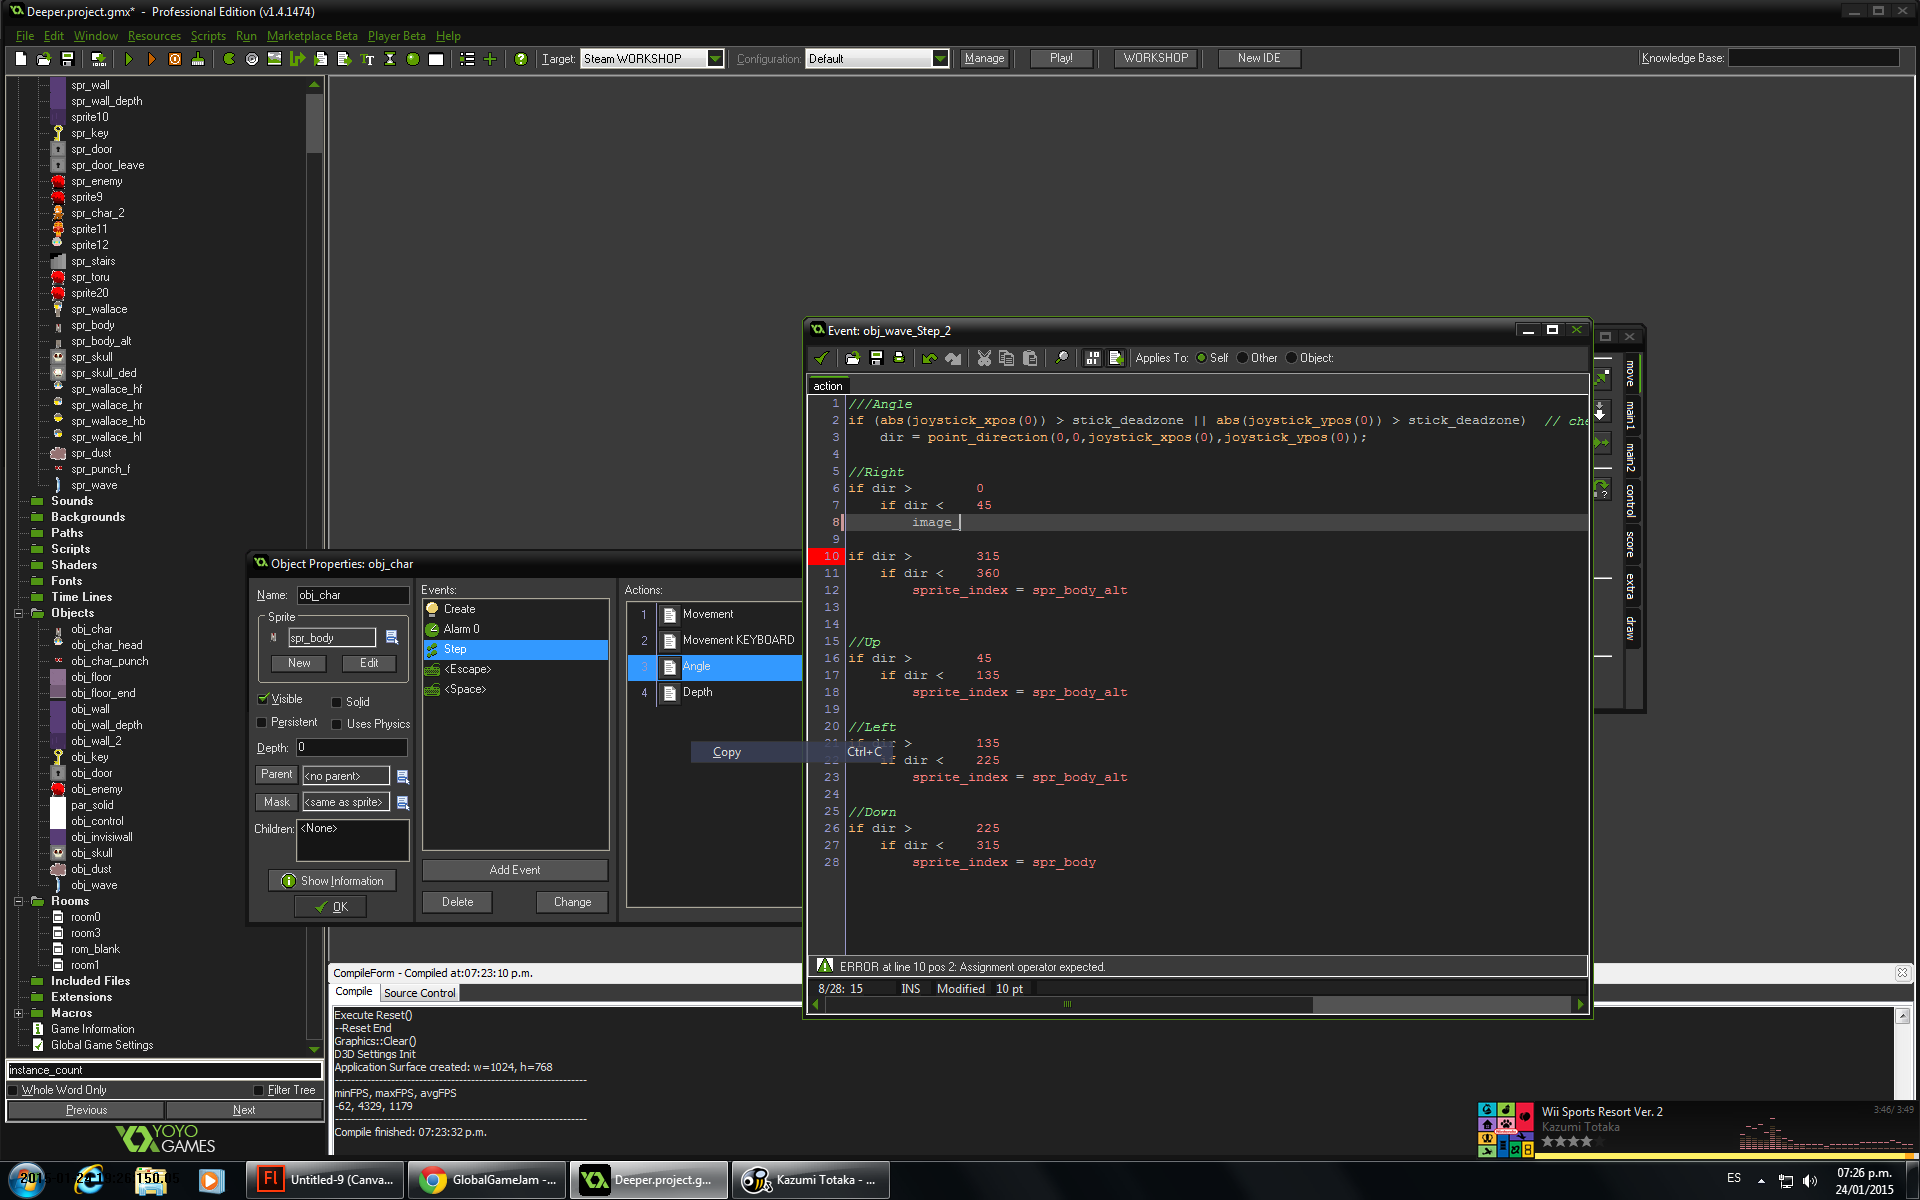 Deeper.project.gmx* - Professional Edition (v1.4.1474)
File Edit Window Resources Scripts Run Marketplace Beta Player Beta Help
Target: Steam WORKSHOP Configuration: Default Manage Play! WORKSHOP New IDE Knowledge Base:
spr_wall
spr_wall_depth
sprite10
spr_key
spr_door
spr_door_leave
spr_enemy
sprite9
spr_char_2
sprite11
sprite12
spr_stairs
spr_toru
sprite20
spr_wallace
spr_body
spr_body_alt
spr_skull
spr_skull_ded
spr_wallace_hf
spr_wallace_hr
spr_wallace_hb
spr_wallace_hl
spr_dust
spr_punch_f
spr_wave
Sounds
Backgrounds
Paths
Scripts
Shaders
Fonts
Time Lines
Objects
obj_char
obj_char_head
obj_char_punch
obj_floor
obj_floor_end
obj_wall
obj_wall_depth
obj_wall_2
obj_key
obj_door
obj_enemy
par_solid
obj_control
obj_invisiwall
obj_skull
obj_dust
obj_wave
Rooms
room0
room3
rom_blank
room1
Included Files
Extensions
Macros
Game Information
Global Game Settings
instance_count
Whole Word Only Filter Tree
Previous Next
YOYO
GAMES
Object Properties: obj_char
Name: obj_char
Sprite
spr_body
New Edit
Visible Solid
Persistent Uses Physics
Depth: 0
Parent <no parent>
Mask <same as sprite>
Children: <None>
Show Information
OK
Events:
Create
Alarm 0
Step
<Escape>
<Space>
Add Event
Delete Change
Actions:
1 Movement
2 Movement KEYBOARD
3 Angle
4 Depth
Copy Ctrl+C
Event: obj_wave_Step_2
Applies To: Self Other Object:
action
1 ///Angle
2 if (abs(joystick_xpos(0)) > stick_deadzone || abs(joystick_ypos(0)) > stick_deadzone) // che
3 dir = point_direction(0,0,joystick_xpos(0),joystick_ypos(0));
4
5 //Right
6 if dir > 0
7 if dir < 45
8 image_
9
10 if dir > 315
11 if dir < 360
12 sprite_index = spr_body_alt
13
14
15 //Up
16 if dir > 45
17 if dir < 135
18 sprite_index = spr_body_alt
19
20 //Left
21 if dir > 135
22 if dir < 225
23 sprite_index = spr_body_alt
24
25 //Down
26 if dir > 225
27 if dir < 315
28 sprite_index = spr_body
ERROR at line 10 pos 2: Assignment operator expected.
8/28: 15 INS Modified 10 pt
move
main1
main2
control
score
extra
draw
CompileForm - Compiled at:07:23:10 p.m.
Compile Source Control
Execute Reset()
--Reset End
Graphics::Clear()
D3D Settings Init
Application Surface created: w=1024, h=768
minFPS, maxFPS, avgFPS
-62, 4329, 1179
Compile finished: 07:23:32 p.m.
Wii Sports Resort Ver. 2 3:46/ 3:49
Kazumi Totaka
Untitled-9 (Canva...
GlobalGameJam -...
Deeper.project.g...
Kazumi Totaka - ...
ES
07:26 p.m.
24/01/2015